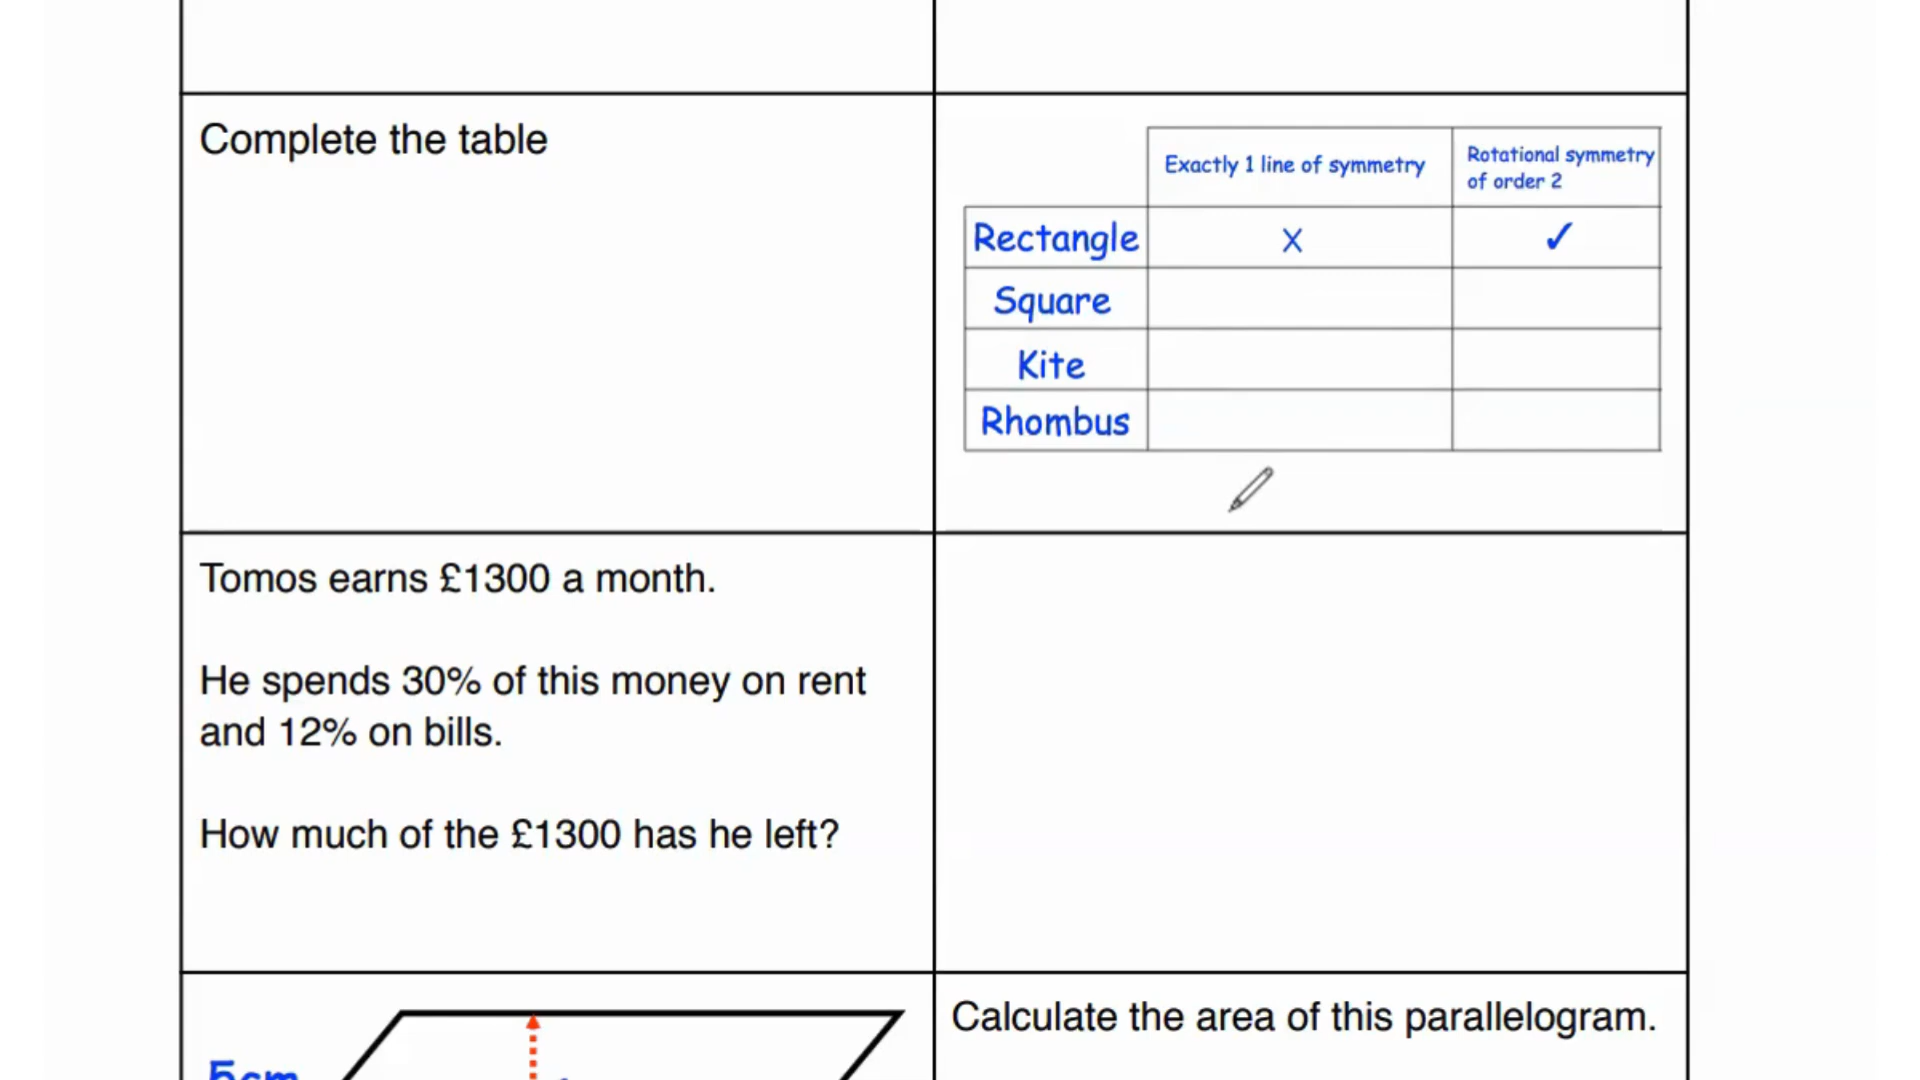 Complete the table
Exactly 1 line of symmetry
Rotational symmetry
of order 2
Rectangle X ✓
Square
Kite
Rhombus
Tomos earns £1300 a month.
He spends 30% of this money on rent
and 12% on bills.
How much of the £1300 has he left?
Calculate the area of this parallelogram.
5cm